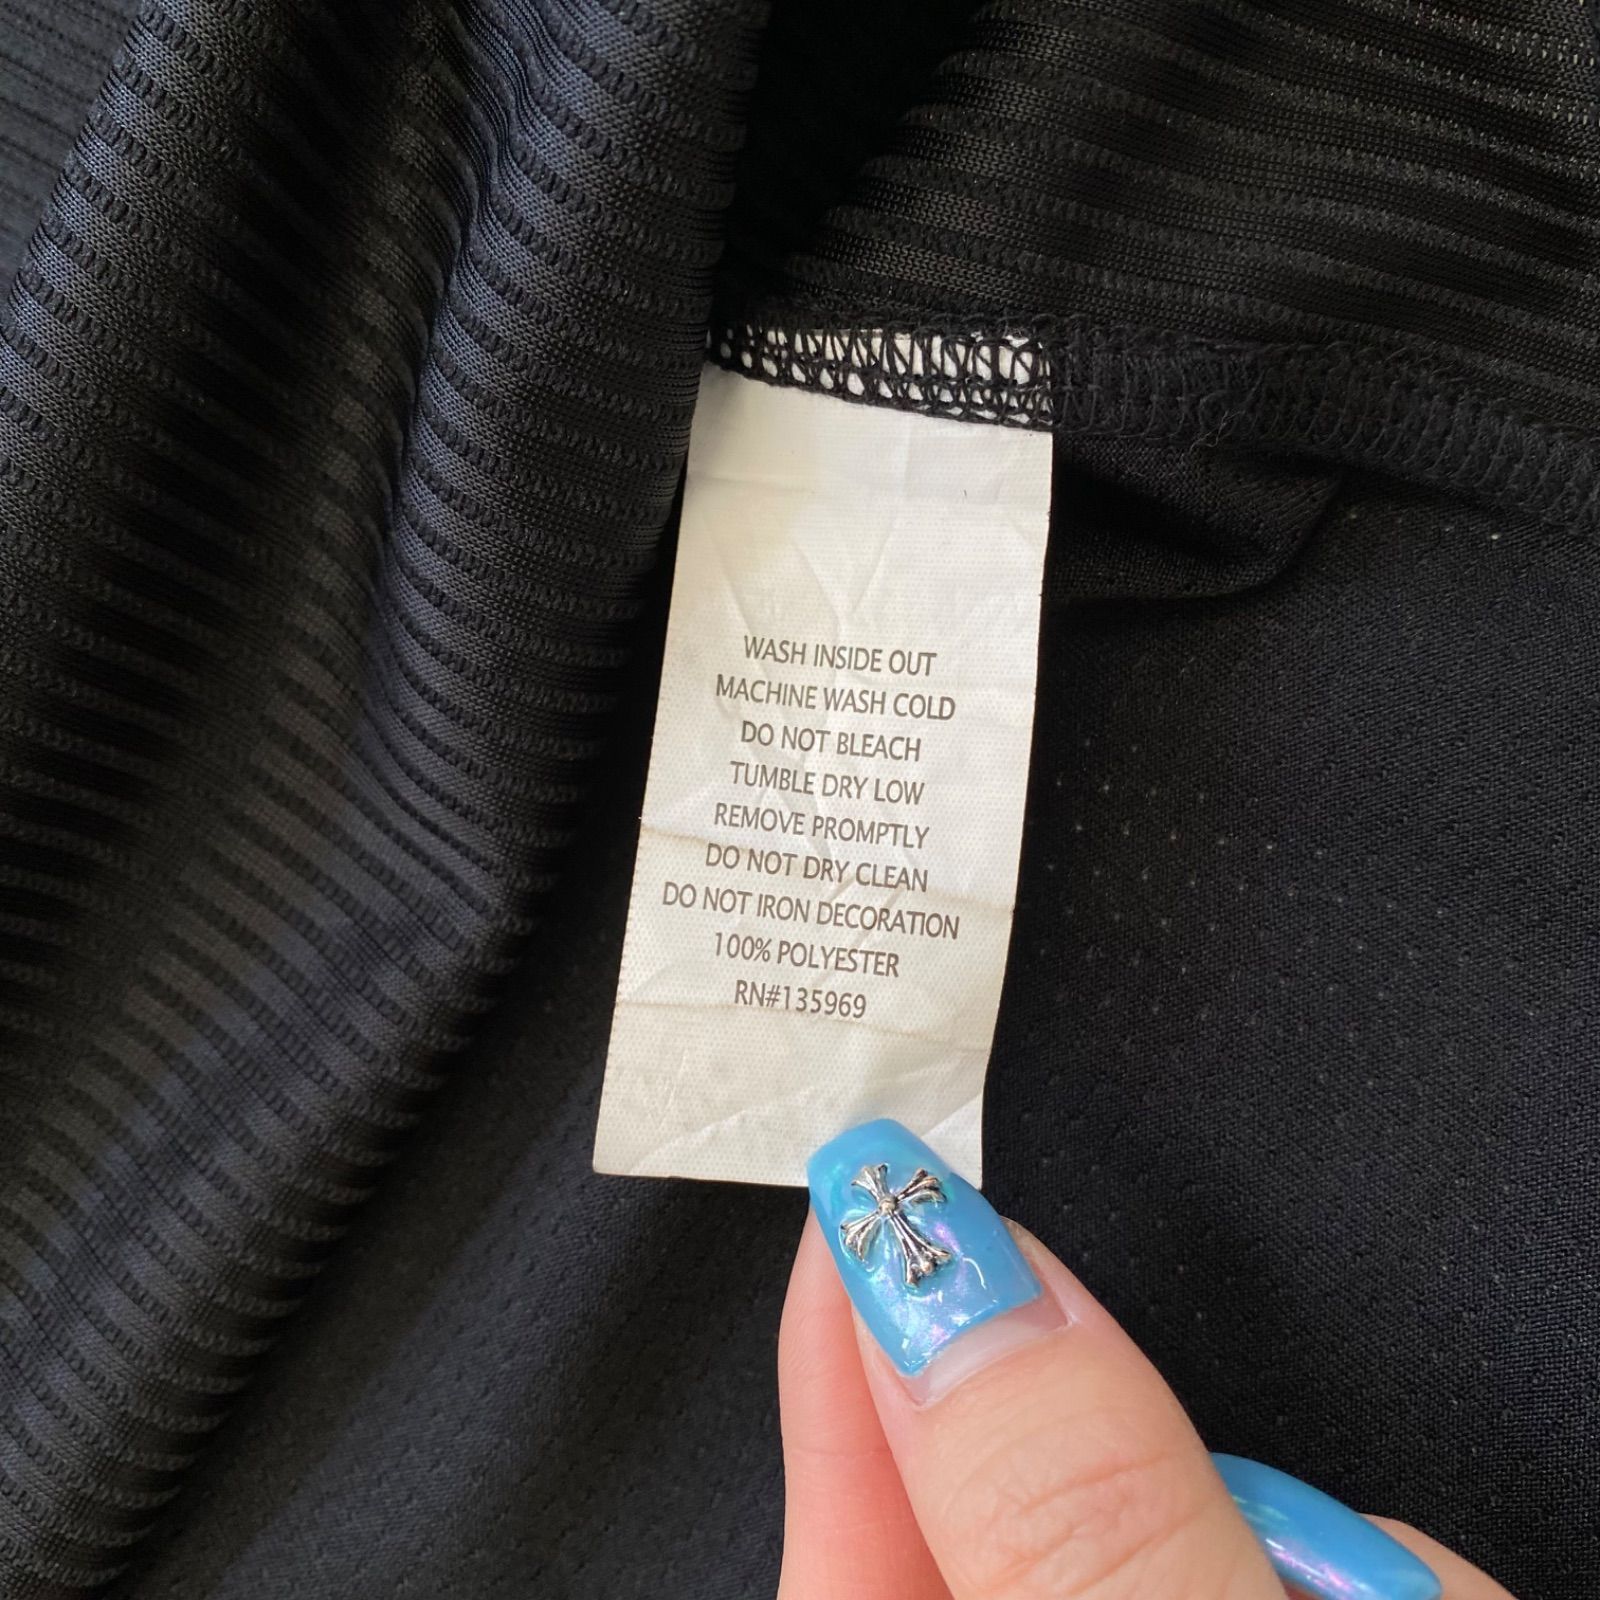 WASH INSIDE OUT
MACHINE WASH COLD
DO NOT BLEACH
TUMBLE DRY LOW
REMOVE PROMPTLY
DO NOT DRY CLEAN
DO NOT IRON DECORATION
100% POLYESTER
RN#135969